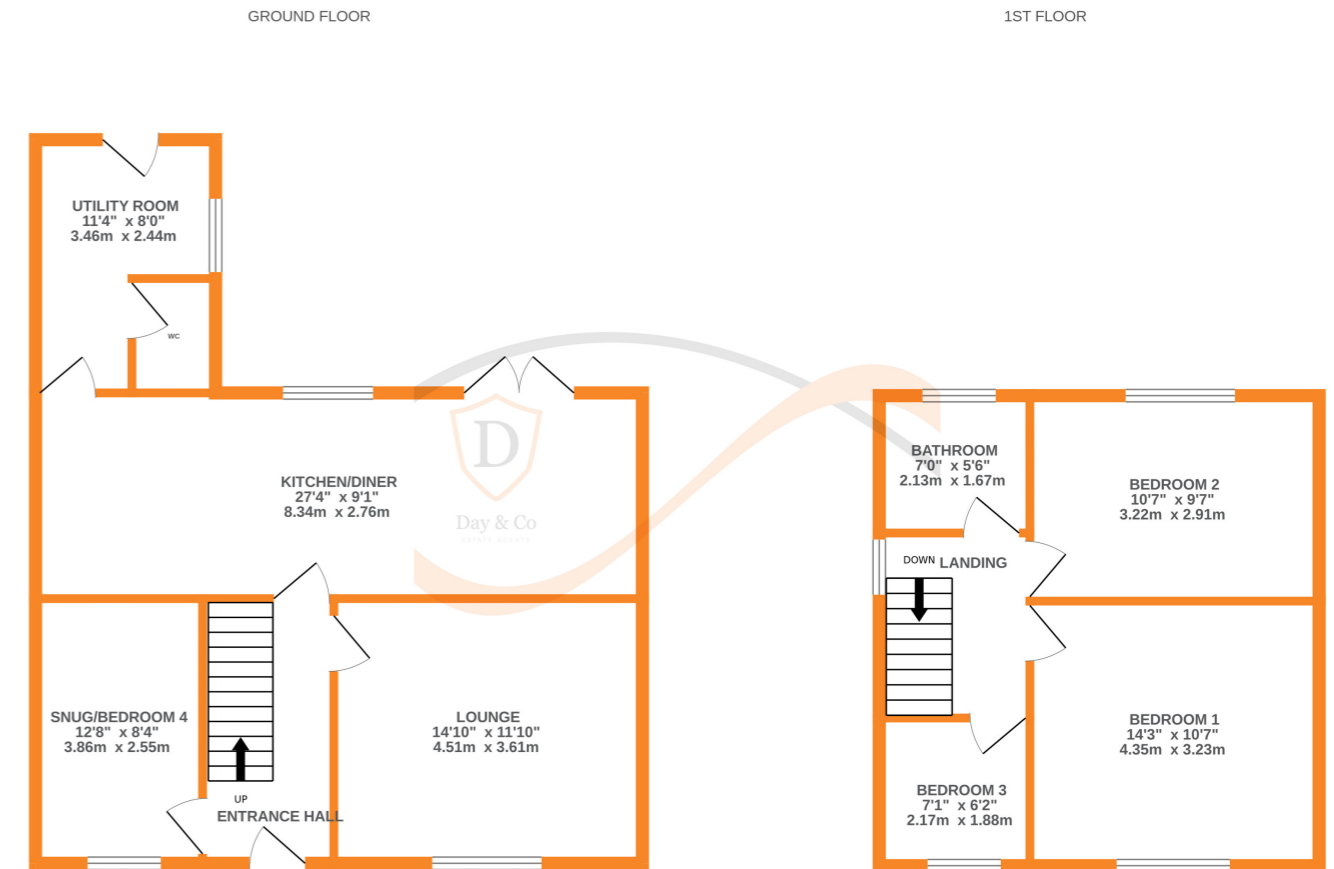 GROUND FLOOR
1ST FLOOR
UTILITY ROOM
11'4" x 8'0"
3.46m x 2.44m
WC
KITCHEN/DINER
27'4" x 9'1"
8.34m x 2.76m
D
Day & Co
ESTATE AGENTS
SNUG/BEDROOM 4
12'8" x 8'4"
3.86m x 2.55m
UP
ENTRANCE HALL
LOUNGE
14'10" x 11'10"
4.51m x 3.61m
BATHROOM
7'0" x 5'6"
2.13m x 1.67m
BEDROOM 2
10'7" x 9'7"
3.22m x 2.91m
DOWN
LANDING
BEDROOM 1
14'3" x 10'7"
4.35m x 3.23m
BEDROOM 3
7'1" x 6'2"
2.17m x 1.88m